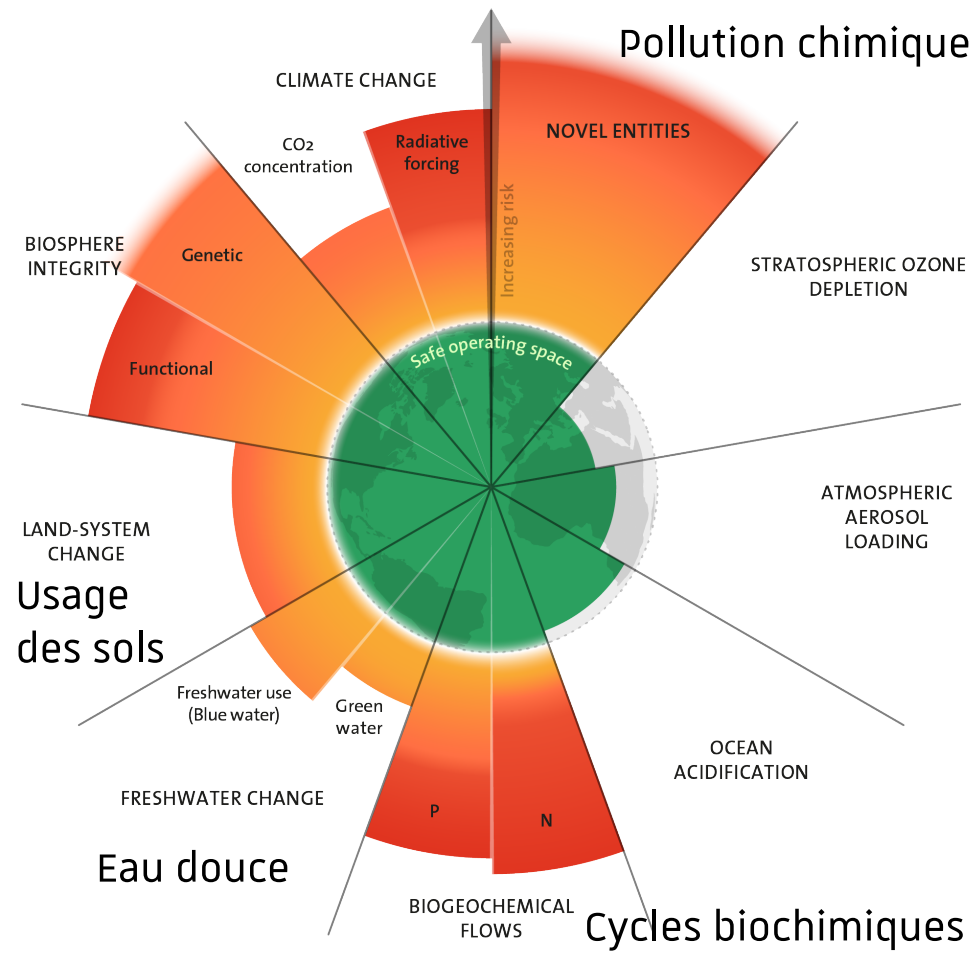 Pollution chimique
CLIMATE CHANGE
NOVEL ENTITIES
CO2
concentration
Radiative
forcing
Increasing risk
BIOSPHERE
INTEGRITY
Genetic
STRATOSPHERIC OZONE
DEPLETION
Functional
Safe operating space
ATMOSPHERIC
AEROSOL
LOADING
LAND-SYSTEM
CHANGE
Usage
des sols
Freshwater use
(Blue water)
Green
water
OCEAN
ACIDIFICATION
FRESHWATER CHANGE
P
N
Eau douce
BIOGEOCHEMICAL
FLOWS
Cycles biochimiques